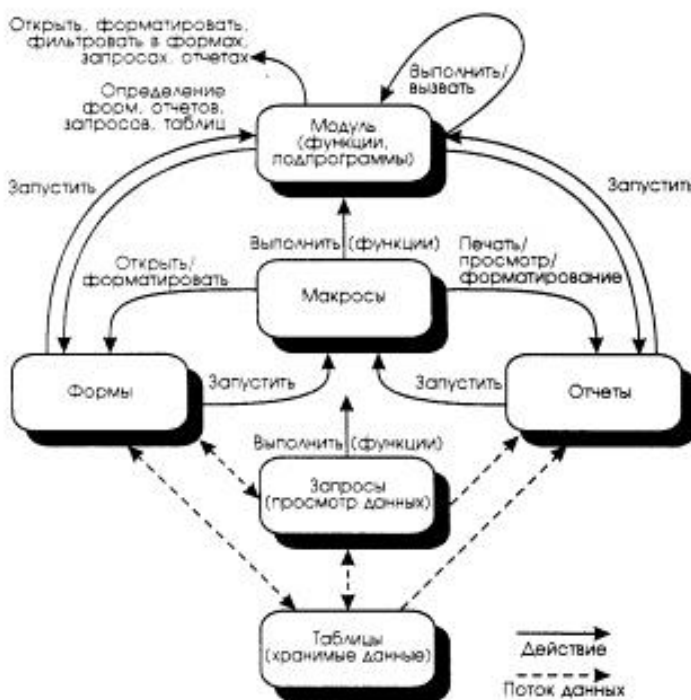 Открыть, форматировать,
фильтровать в формах,
запросах, отчетах
Выполнить/
вызвать
Определение
форм, отчетов,
запросов, таблиц
Модуль
(функции,
подпрограммы)
Запустить
Запустить
Выполнить (функции)
Открыть/
форматировать
Печать/
просмотр/
форматирование
Макросы
Формы
Запустить
Запустить
Отчеты
Выполнить (функции)
Запросы
(просмотр данных)
Таблицы
(хранимые данные)
Действие
Поток данных